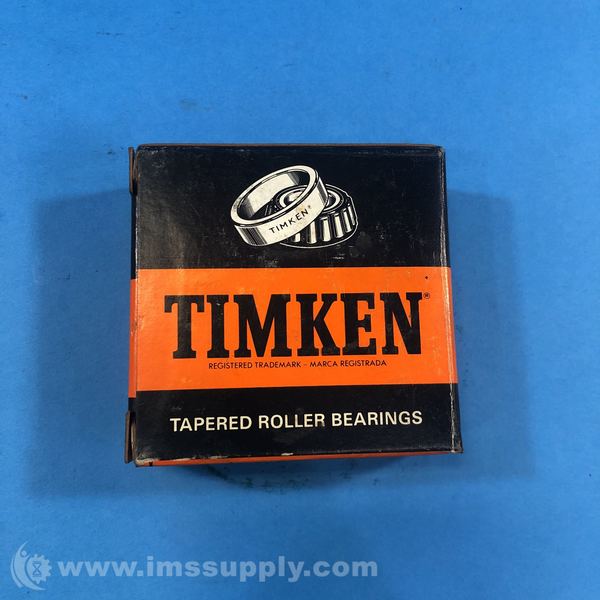 TIMKEN®
TIMKEN®
REGISTERED TRADEMARK - MARCA REGISTRADA
TAPERED ROLLER BEARINGS
www.imssupply.com